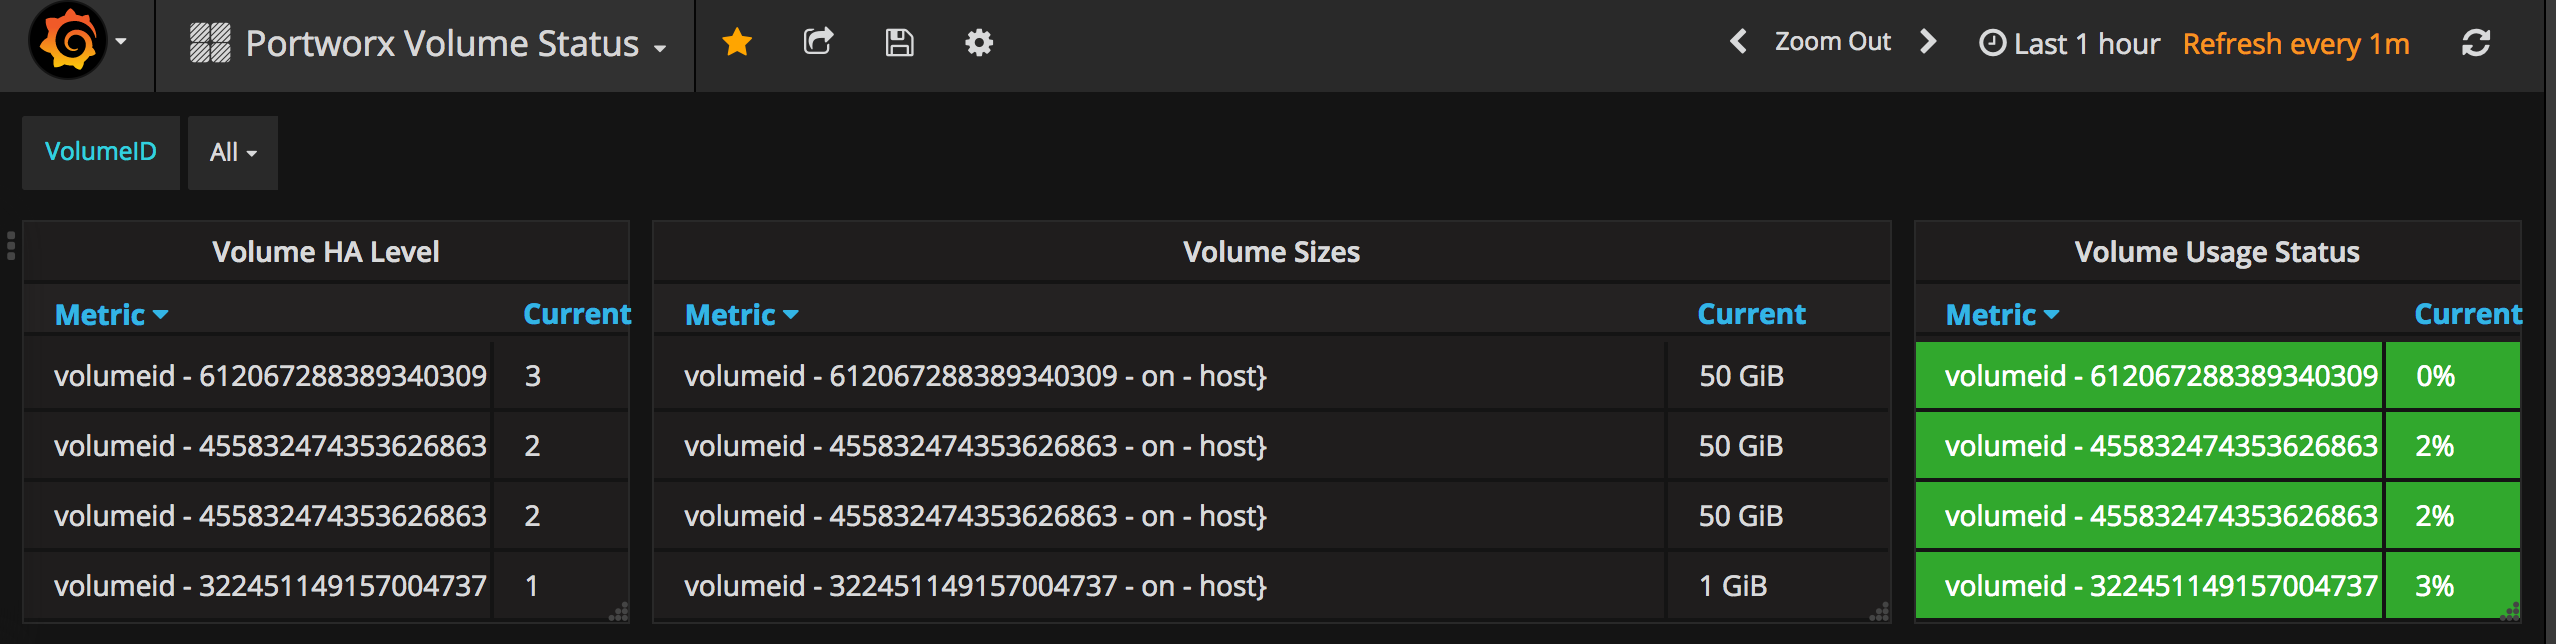 Portworx Volume Status
Zoom Out
Last 1 hour Refresh every 1m
VolumeID
All
Volume HA Level
Metric Current
volumeid - 612067288389340309 3
volumeid - 455832474353626863 2
volumeid - 455832474353626863 2
volumeid - 322451149157004737 1
Volume Sizes
Metric Current
volumeid - 612067288389340309 - on - host} 50 GiB
volumeid - 455832474353626863 - on - host} 50 GiB
volumeid - 455832474353626863 - on - host} 50 GiB
volumeid - 322451149157004737 - on - host} 1 GiB
Volume Usage Status
Metric Current
volumeid - 612067288389340309 0%
volumeid - 455832474353626863 2%
volumeid - 455832474353626863 2%
volumeid - 322451149157004737 3%